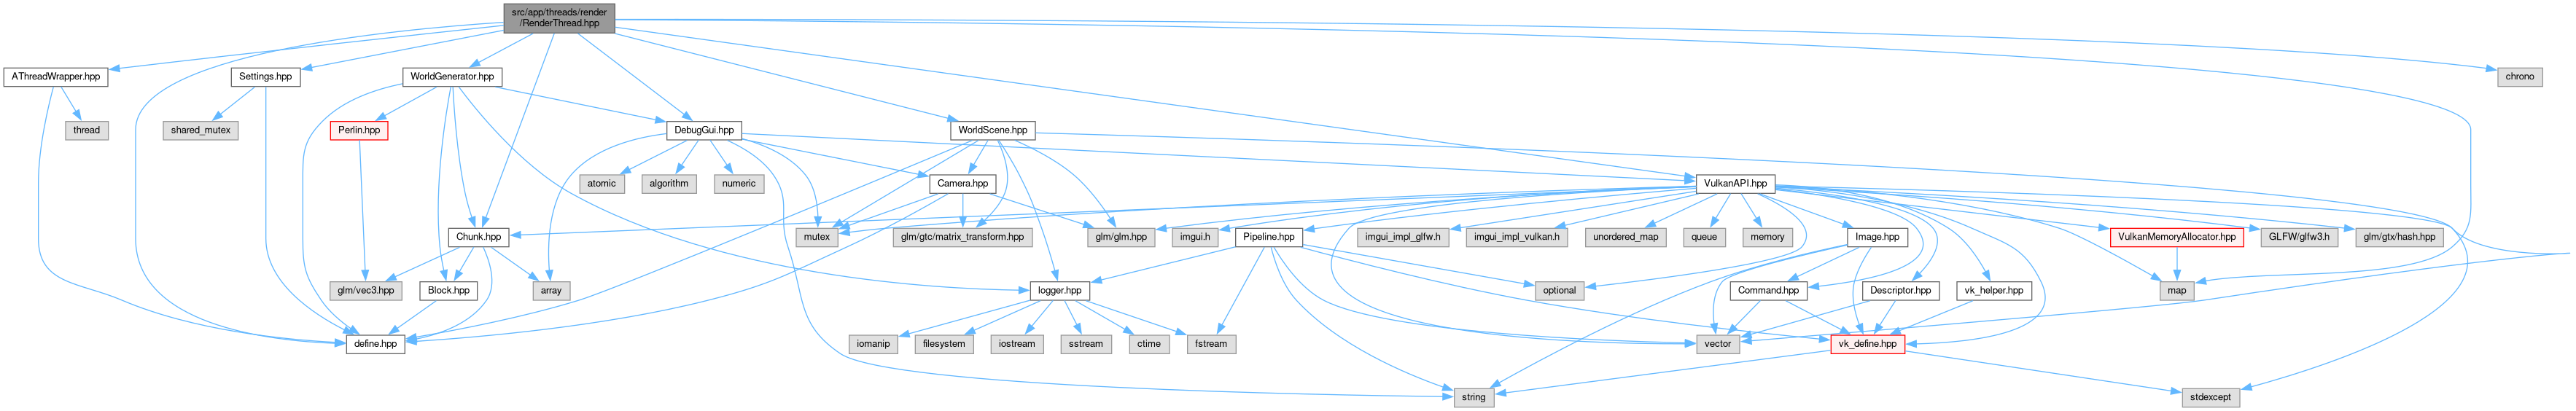 src/app/threads/render
/RenderThread.hpp
AThreadWrapper.hpp
Settings.hpp
WorldGenerator.hpp
chrono
thread
shared_mutex
Perlin.hpp
DebugGui.hpp
WorldScene.hpp
atomic
algorithm
numeric
Camera.hpp
VulkanAPI.hpp
Chunk.hpp
mutex
glm/gtc/matrix_transform.hpp
glm/glm.hpp
imgui.h
Pipeline.hpp
imgui_impl_glfw.h
imgui_impl_vulkan.h
unordered_map
queue
memory
Image.hpp
VulkanMemoryAllocator.hpp
GLFW/glfw3.h
glm/gtx/hash.hpp
glm/vec3.hpp
Block.hpp
array
logger.hpp
optional
Command.hpp
Descriptor.hpp
vk_helper.hpp
map
define.hpp
iomanip
filesystem
iostream
sstream
ctime
fstream
vector
vk_define.hpp
string
stdexcept